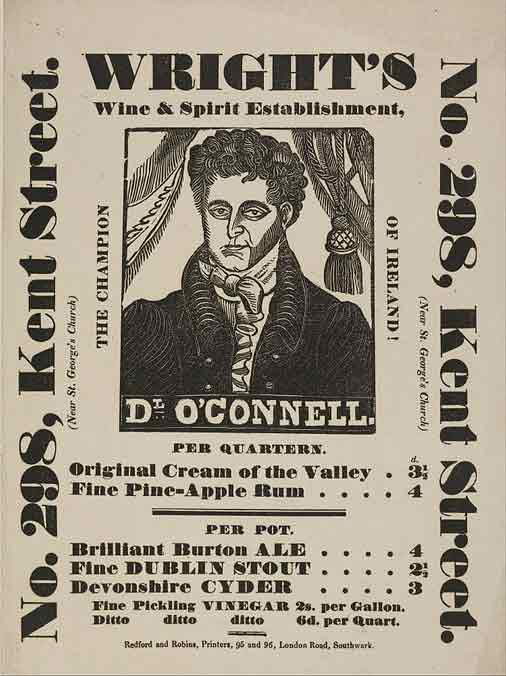 WRIGHT'S
Wine & Spirit Establishment,
No. 298, Kent Street.
(Near St. George's Church)
THE CHAMPION
OF IRELAND!
(Near St. George's Church)
No. 298, Kent Street.
DL O'CONNELL.
PER QUARTERN.
d.
Original Cream of the Valley . 3½
Fine Pine-Apple Rum . . . . 4
PER POT.
Brilliant Burton ALE . . . . 4
Fine DUBLIN STOUT . . . . 2½
Devonshire CYDER . . . . 3
Fine Pickling VINEGAR 2s. per Gallon.
Ditto ditto ditto 6d. per Quart.
Redford and Robins, Printers, 95 and 96, London Road, Southwark.